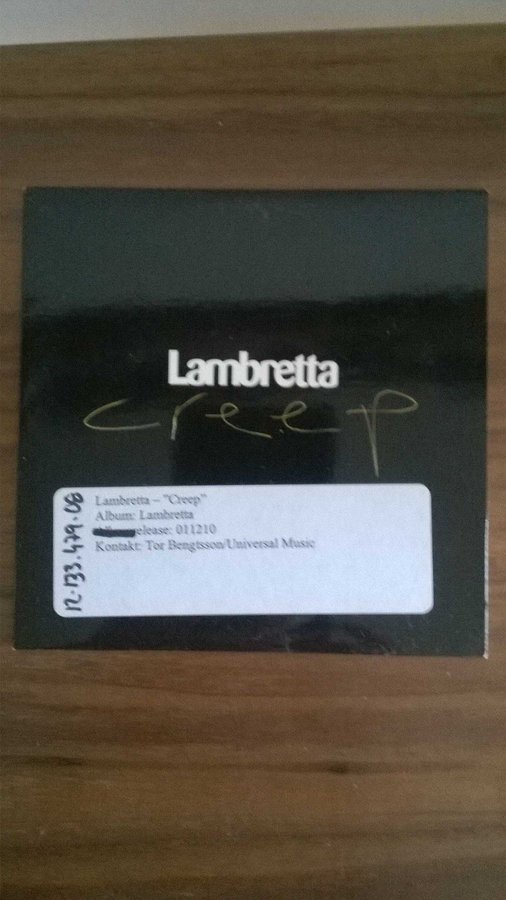 Lambretta
creep
Lambretta – "Creep"
Album: Lambretta
elease: 011210
Kontakt: Tor Bengtsson/Universal Music
12-133.479-08